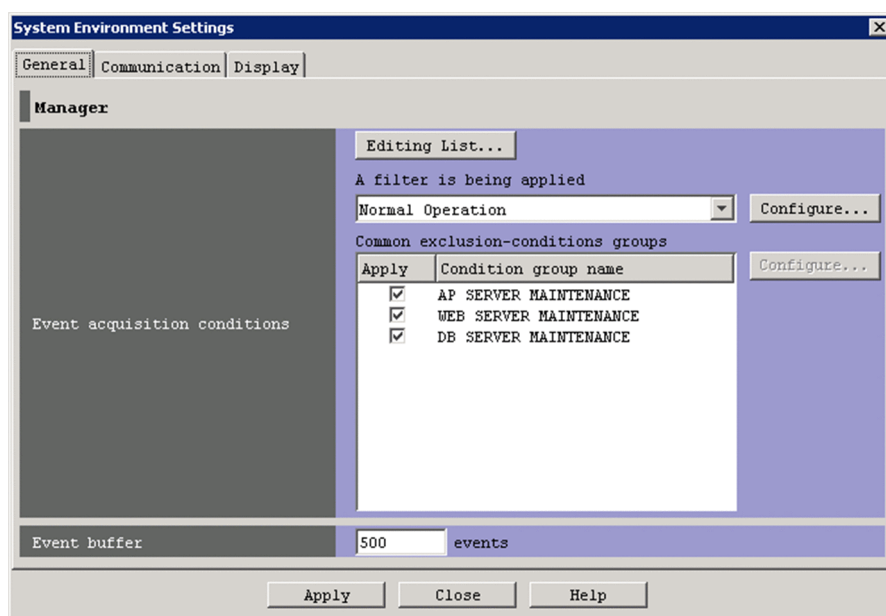 System Environment Settings
General Communication Display
Manager
Editing List...
A filter is being applied
Normal Operation Configure...
Common exclusion-conditions groups
Apply Condition group name Configure...
AP SERVER MAINTENANCE
Event acquisition conditions WEB SERVER MAINTENANCE
DB SERVER MAINTENANCE
Event buffer 500 events
Apply Close Help